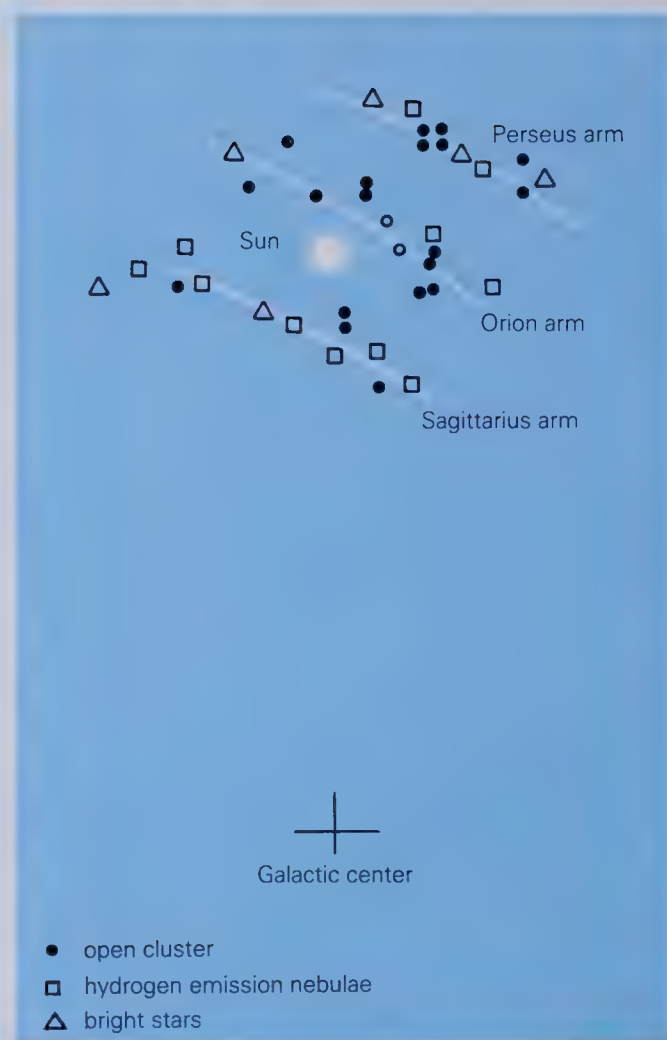 Perseus arm
Sun
Orion arm
Sagittarius arm
Galactic center
open cluster
hydrogen emission nebulae
bright stars